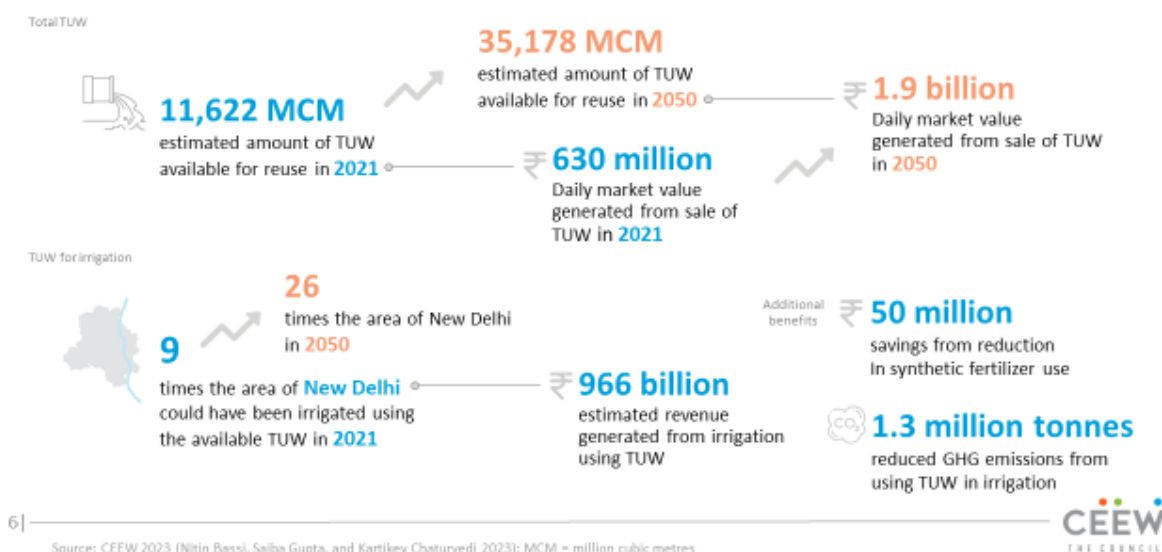 Total TUW
35,178 MCM
estimated amount of TUW
available for reuse in 2050
11,622 MCM
estimated amount of TUW
available for reuse in 2021
₹ 1.9 billion
Daily market value
generated from sale of TUW
in 2050
₹ 630 million
Daily market value
generated from sale of
TUW in 2021
TUW for irrigation
26
times the area of New Delhi
in 2050
9
times the area of New Delhi
could have been irrigated using
the available TUW in 2021
₹ 966 billion
estimated revenue
generated from irrigation
using TUW
Additional
benefits
₹ 50 million
savings from reduction
In synthetic fertilizer use
CO₂
1.3 million tonnes
reduced GHG emissions from
using TUW in irrigation
6|
CEEW
THE COUNCIL
Source: CEEW 2023 (Nitin Bassi, Saiba Gupta, and Kartikey Chaturvedi 2023); MCM = million cubic metres